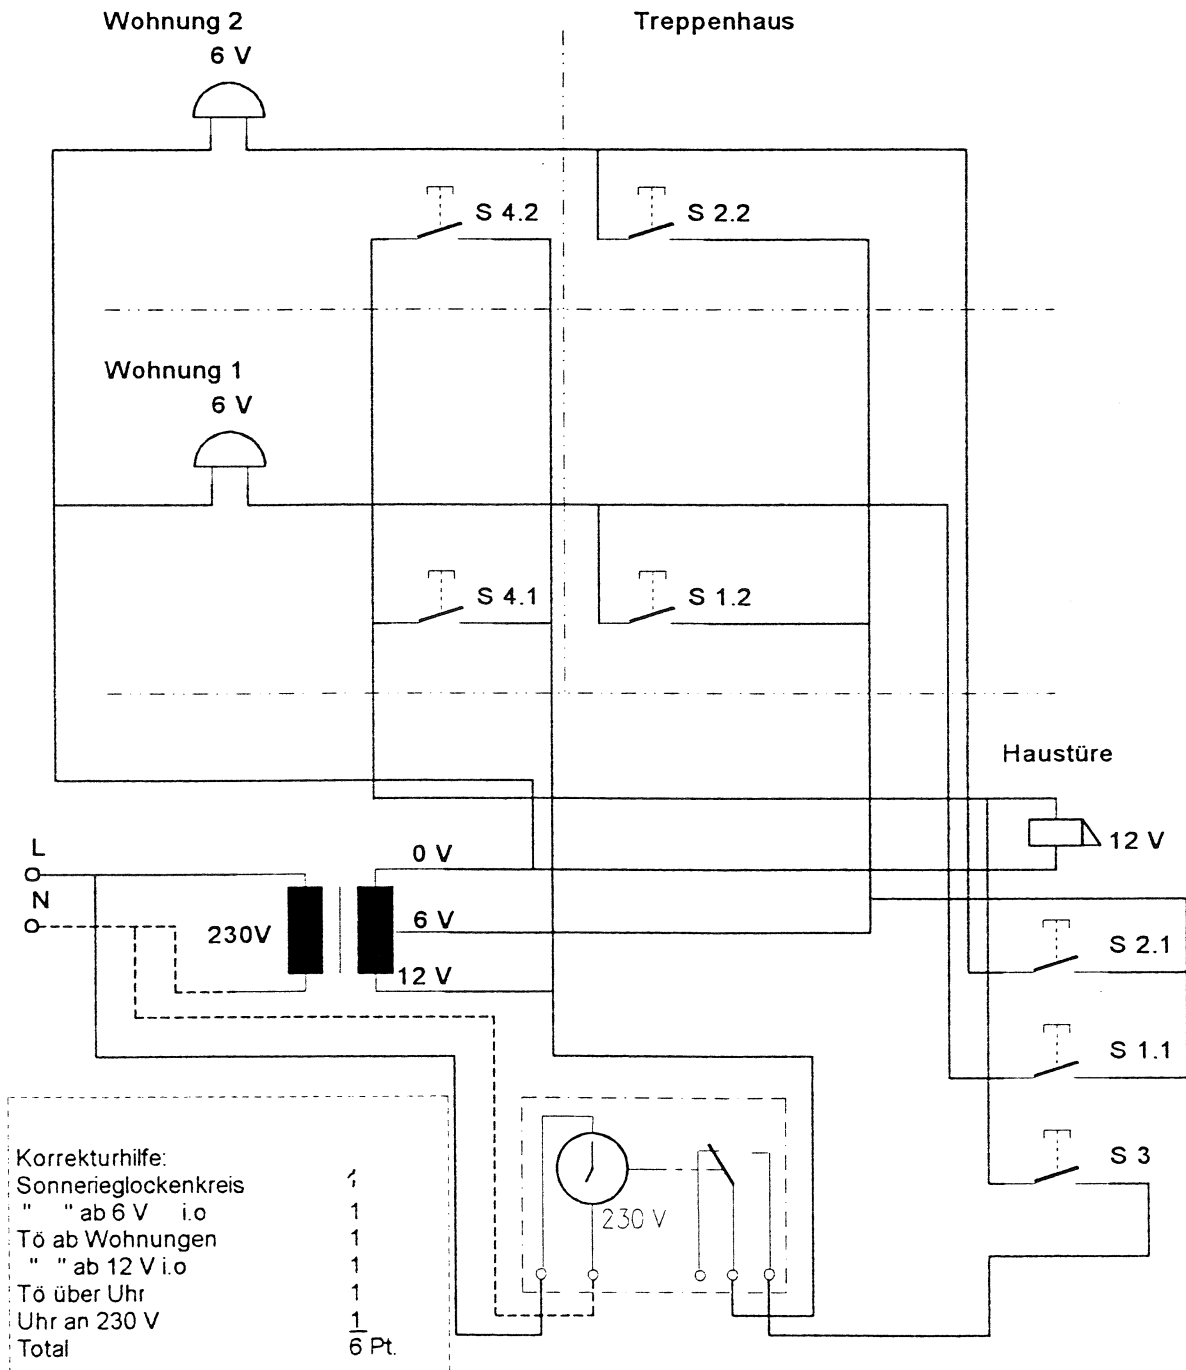 Wohnung 2
Treppenhaus
6 V
S 4.2
S 2.2
Wohnung 1
6 V
S 4.1
S 1.2
Haustüre
12 V
L
0 V
N
230V
6 V
12 V
S 2.1
S 1.1
S 3
230 V
Korrekturhilfe:
Sonnerieglockenkreis 1
" " ab 6 V i.o 1
Tö ab Wohnungen 1
" " ab 12 V i.o 1
Tö über Uhr 1
Uhr an 230 V 1
Total 6 Pt.